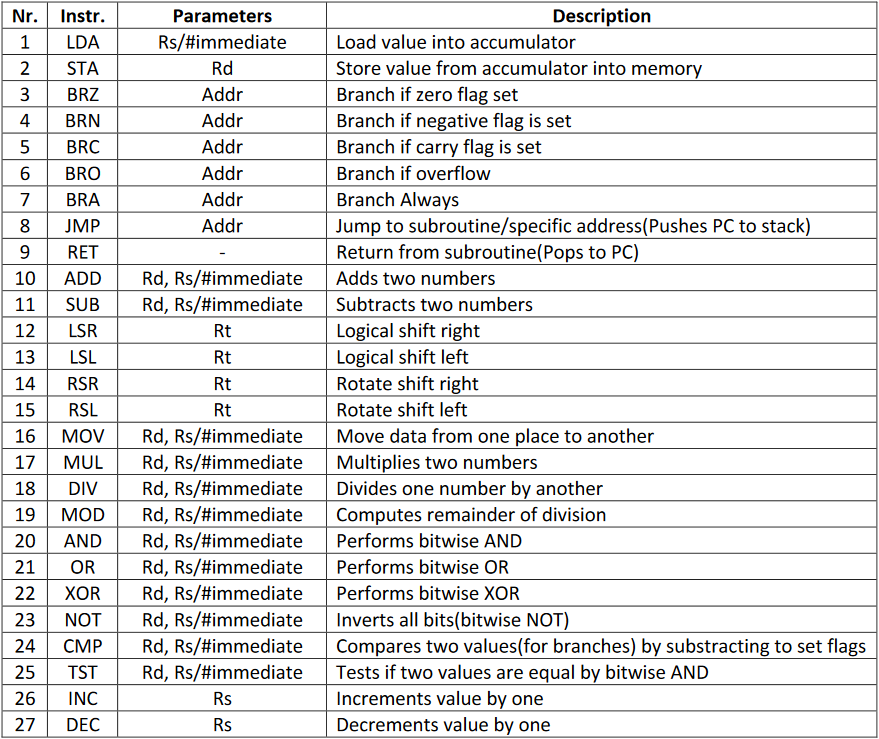 Nr. Instr. Parameters Description
1 LDA Rs/#immediate Load value into accumulator
2 STA Rd Store value from accumulator into memory
3 BRZ Addr Branch if zero flag set
4 BRN Addr Branch if negative flag is set
5 BRC Addr Branch if carry flag is set
6 BRO Addr Branch if overflow
7 BRA Addr Branch Always
8 JMP Addr Jump to subroutine/specific address(Pushes PC to stack)
9 RET - Return from subroutine(Pops to PC)
10 ADD Rd, Rs/#immediate Adds two numbers
11 SUB Rd, Rs/#immediate Subtracts two numbers
12 LSR Rt Logical shift right
13 LSL Rt Logical shift left
14 RSR Rt Rotate shift right
15 RSL Rt Rotate shift left
16 MOV Rd, Rs/#immediate Move data from one place to another
17 MUL Rd, Rs/#immediate Multiplies two numbers
18 DIV Rd, Rs/#immediate Divides one number by another
19 MOD Rd, Rs/#immediate Computes remainder of division
20 AND Rd, Rs/#immediate Performs bitwise AND
21 OR Rd, Rs/#immediate Performs bitwise OR
22 XOR Rd, Rs/#immediate Performs bitwise XOR
23 NOT Rd, Rs/#immediate Inverts all bits(bitwise NOT)
24 CMP Rd, Rs/#immediate Compares two values(for branches) by substracting to set flags
25 TST Rd, Rs/#immediate Tests if two values are equal by bitwise AND
26 INC Rs Increments value by one
27 DEC Rs Decrements value by one